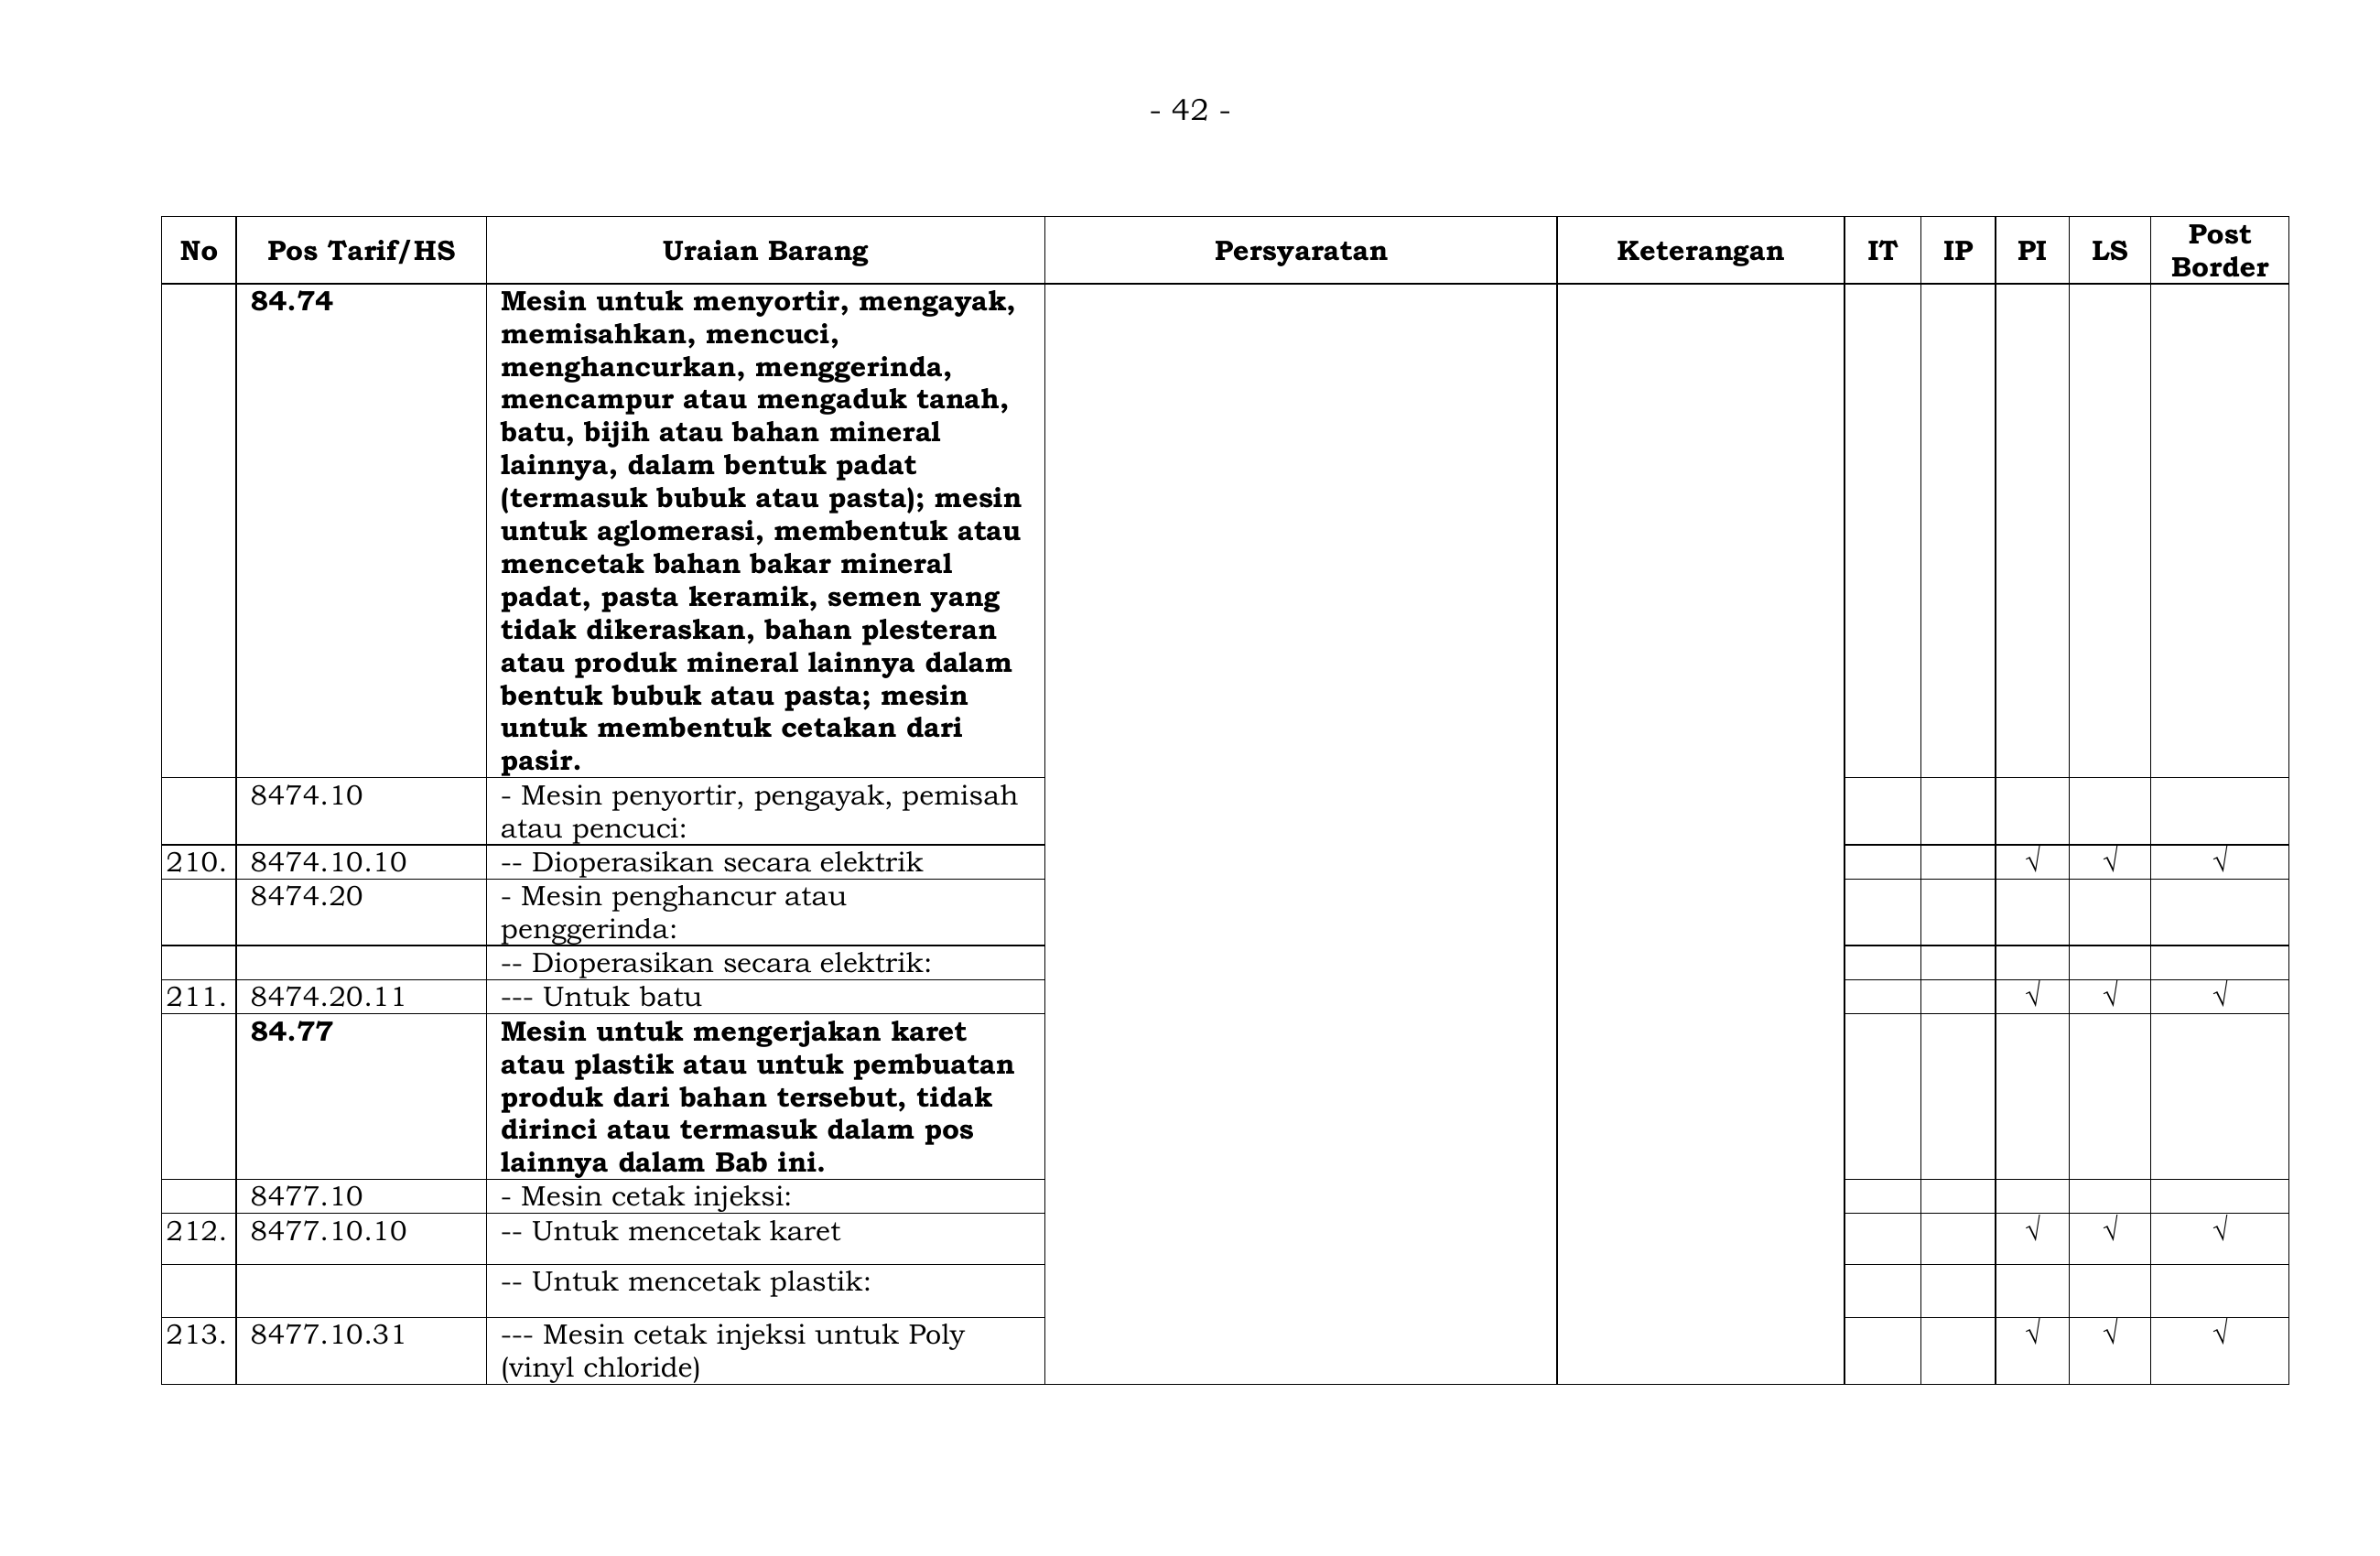 - 42 -
No Pos Tarif/HS Uraian Barang Persyaratan Keterangan IT IP PI LS Post Border
84.74 Mesin untuk menyortir, mengayak,
memisahkan, mencuci,
menghancurkan, menggerinda,
mencampur atau mengaduk tanah,
batu, bijih atau bahan mineral
lainnya, dalam bentuk padat
(termasuk bubuk atau pasta); mesin
untuk aglomerasi, membentuk atau
mencetak bahan bakar mineral
padat, pasta keramik, semen yang
tidak dikeraskan, bahan plesteran
atau produk mineral lainnya dalam
bentuk bubuk atau pasta; mesin
untuk membentuk cetakan dari
pasir.
8474.10 - Mesin penyortir, pengayak, pemisah
atau pencuci:
210. 8474.10.10 -- Dioperasikan secara elektrik √ √ √
8474.20 - Mesin penghancur atau
penggerinda:
-- Dioperasikan secara elektrik:
211. 8474.20.11 --- Untuk batu √ √ √
84.77 Mesin untuk mengerjakan karet
atau plastik atau untuk pembuatan
produk dari bahan tersebut, tidak
dirinci atau termasuk dalam pos
lainnya dalam Bab ini.
8477.10 - Mesin cetak injeksi:
212. 8477.10.10 -- Untuk mencetak karet √ √ √
-- Untuk mencetak plastik:
213. 8477.10.31 --- Mesin cetak injeksi untuk Poly √ √ √
(vinyl chloride)